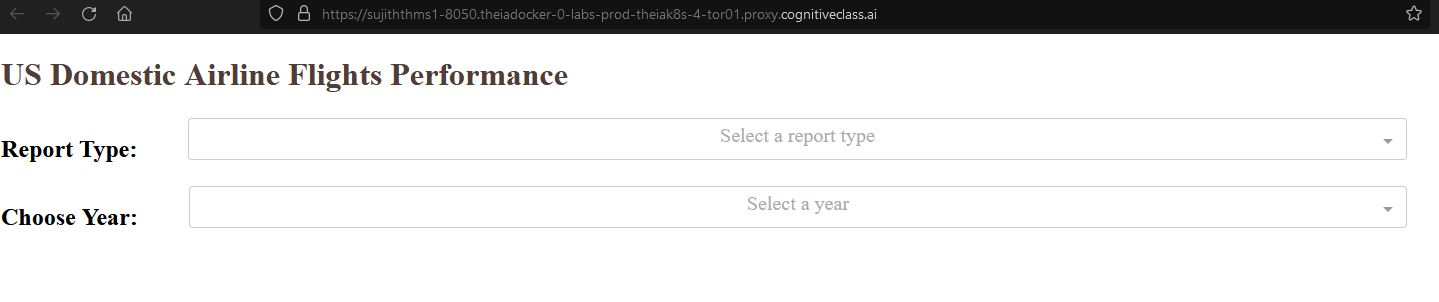 https://sujiththms1-8050.theiadocker-0-labs-prod-theiak8s-4-tor01.proxy.cognitiveclass.ai
US Domestic Airline Flights Performance
Report Type:
Select a report type
Choose Year:
Select a year